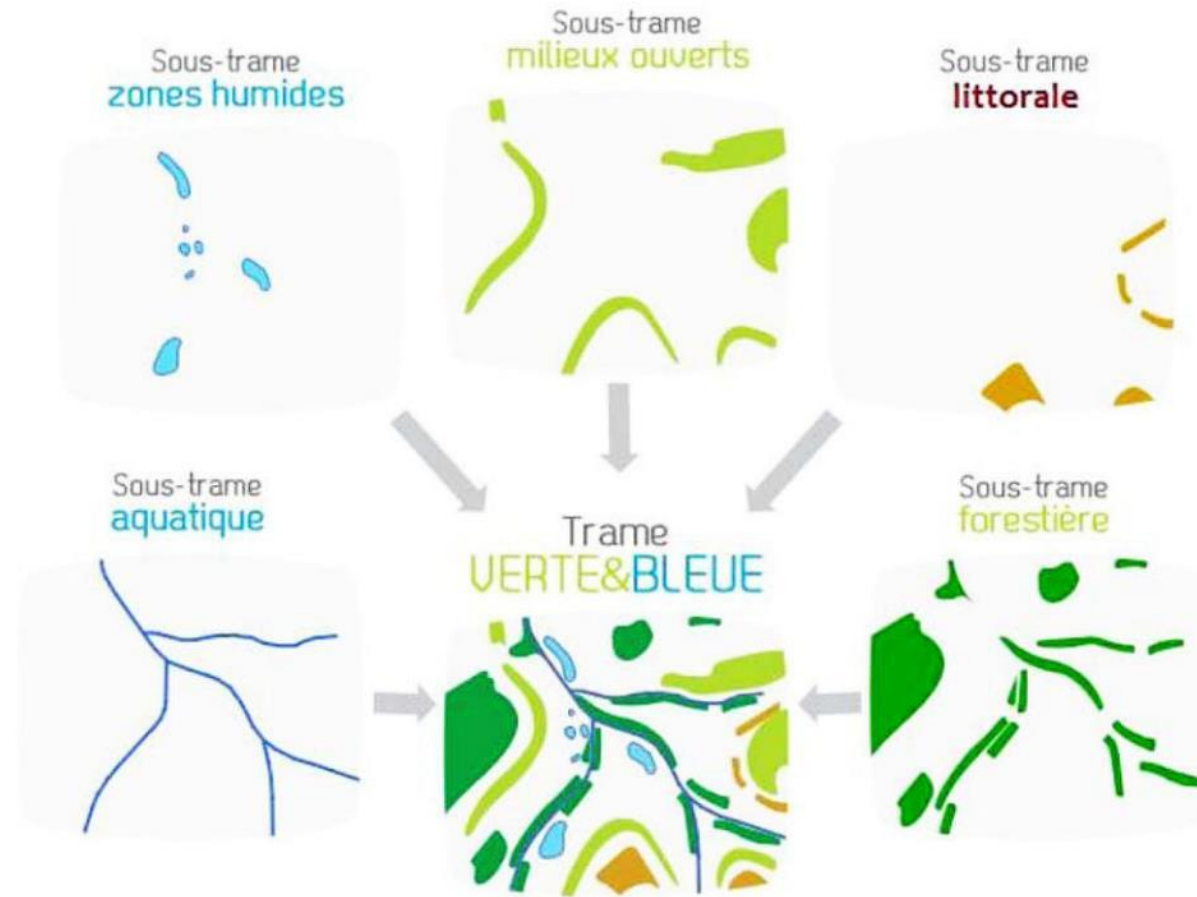 Sous-trame
zones humides
Sous-trame
milieux ouverts
Sous-trame
littorale
Sous-trame
aquatique
Trame
VERTE&BLEUE
Sous-trame
forestière